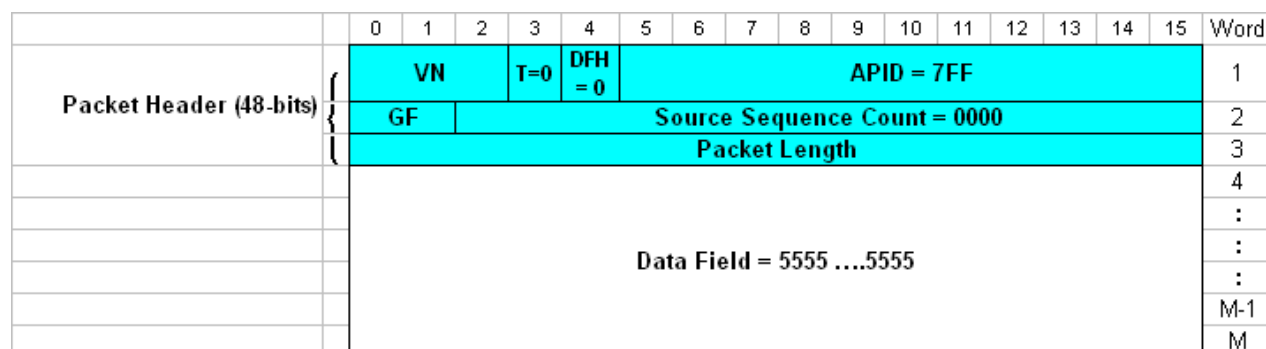 0 1 2 3 4 5 6 7 8 9 10 11 12 13 14 15 Word
VN T=0 DFH = 0 APID = 7FF 1
Packet Header (48-bits)
GF Source Sequence Count = 0000 2
Packet Length 3
4
:
:
Data Field = 5555 ....5555
:
M-1
M